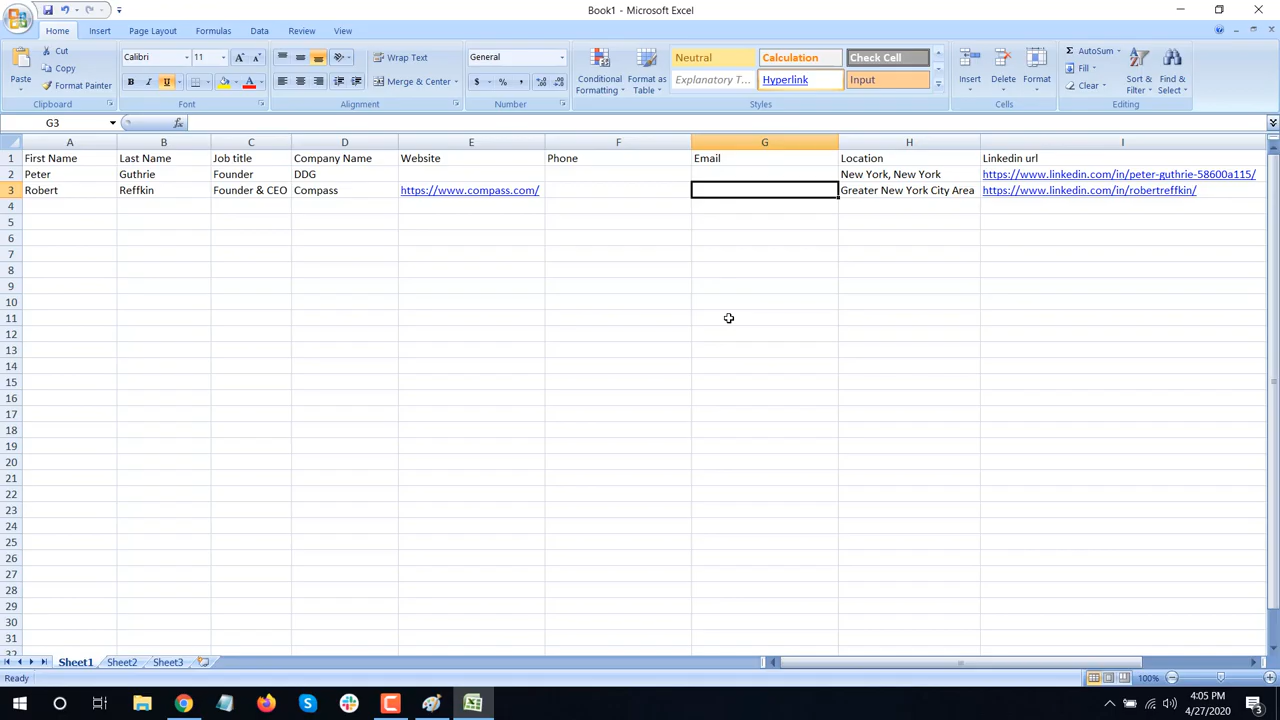 Book1 - Microsoft Excel
Home Insert Page Layout Formulas Data Review View
Paste
Cut
Copy
Format Painter
Clipboard
Calibri 11
B I U
Font
Wrap Text
Merge & Center
Alignment
General
$ % ,
Number
Conditional Formatting
Format as Table
Neutral Calculation Check Cell
Explanatory T... Hyperlink Input
Styles
Insert Delete Format
Cells
AutoSum
Fill
Clear
Sort & Filter
Find & Select
Editing
G3 fx
A B C D E F G H I
1 First Name Last Name Job title Company Name Website Phone Email Location Linkedin url
2 Peter Guthrie Founder DDG New York, New York https://www.linkedin.com/in/peter-guthrie-58600a115/
3 Robert Reffkin Founder & CEO Compass https://www.compass.com/ Greater New York City Area https://www.linkedin.com/in/robertreffkin/
4
5
6
7
8
9
10
11
12
13
14
15
16
17
18
19
20
21
22
23
24
25
26
27
28
29
30
31
32
Sheet1 Sheet2 Sheet3
Ready 100%
4:05 PM
4/27/2020
3